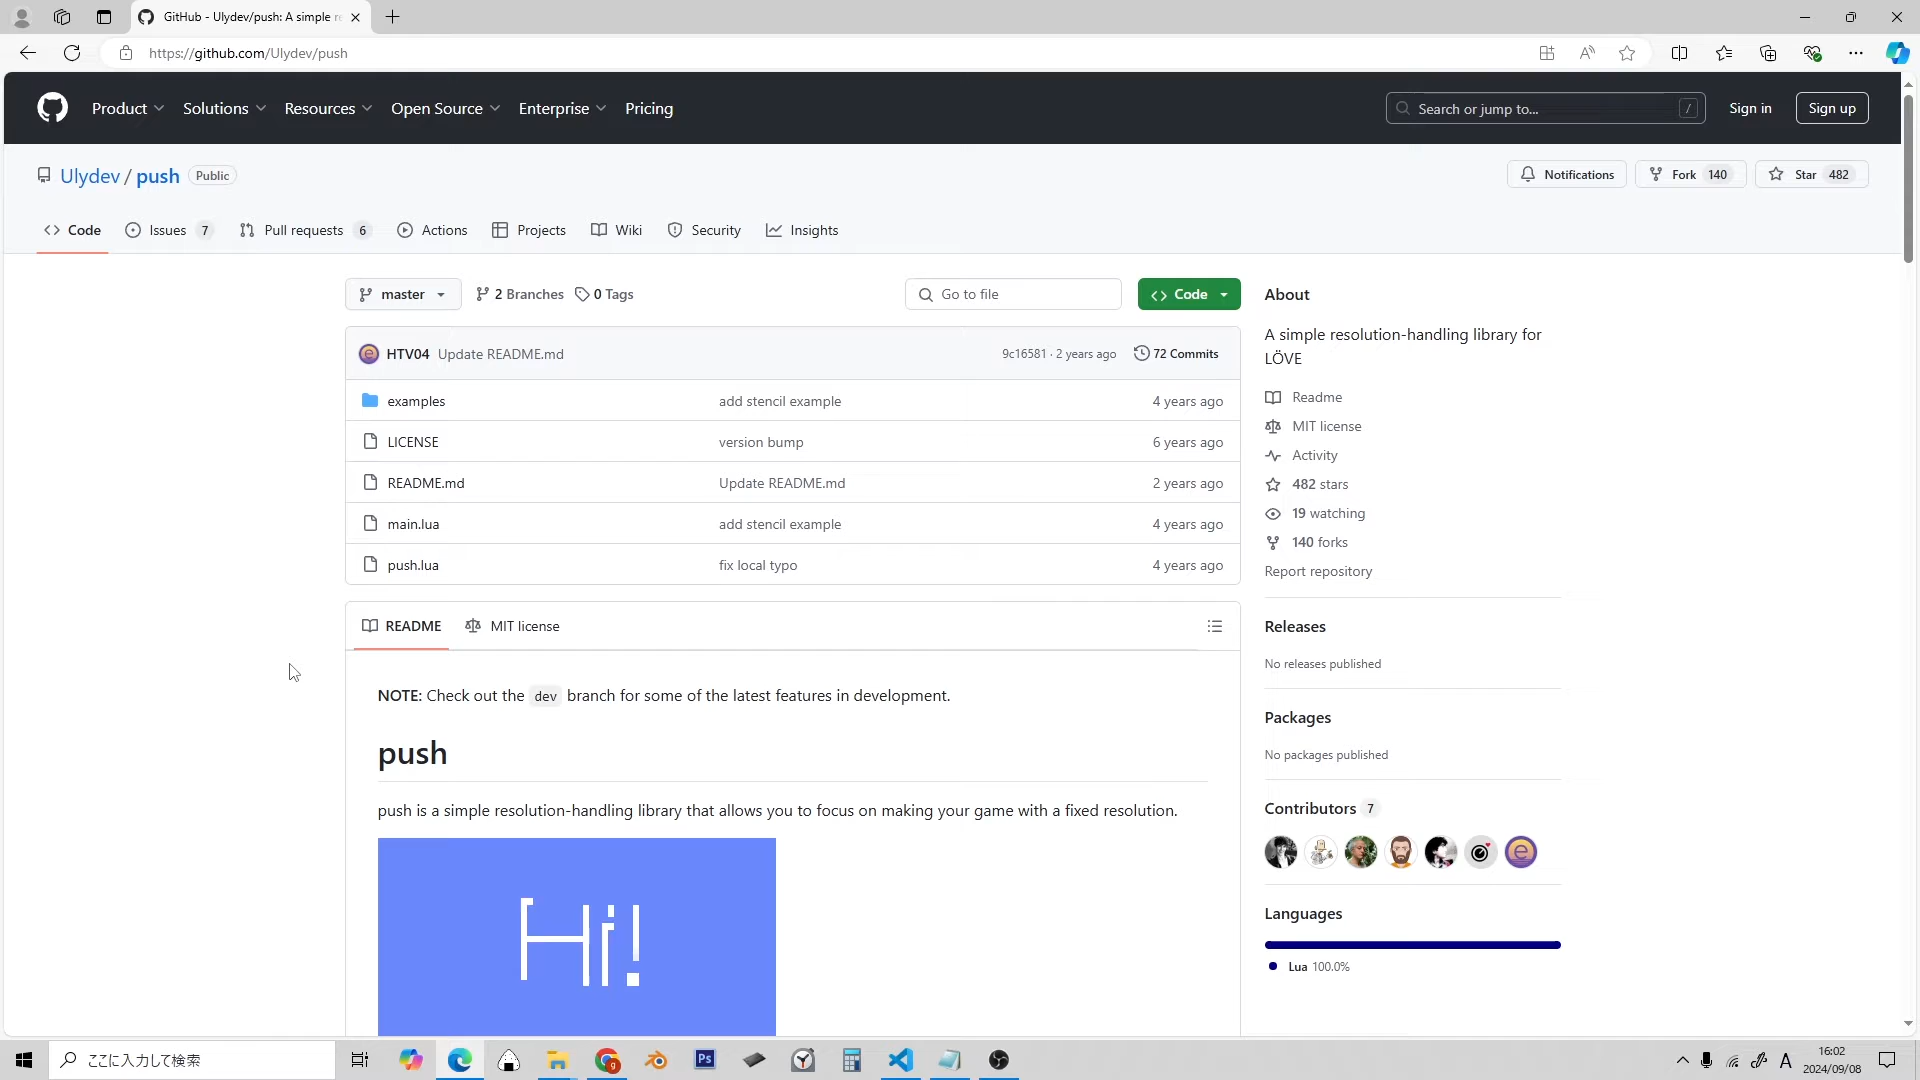 GitHub - Ulydev/push: A simple re
https://github.com/Ulydev/push
Product Solutions Resources Open Source Enterprise Pricing
Search or jump to... / Sign in Sign up
Ulydev / push Public
Notifications Fork 140 Star 482
Code Issues 7 Pull requests 6 Actions Projects Wiki Security Insights
master 2 Branches 0 Tags Go to file Code
HTV04 Update README.md 9c16581 · 2 years ago 72 Commits
examples add stencil example 4 years ago
LICENSE version bump 6 years ago
README.md Update README.md 2 years ago
main.lua add stencil example 4 years ago
push.lua fix local typo 4 years ago
README MIT license
NOTE: Check out the dev branch for some of the latest features in development.
push
push is a simple resolution-handling library that allows you to focus on making your game with a fixed resolution.
Hi!
About
A simple resolution-handling library for
LÖVE
Readme
MIT license
Activity
482 stars
19 watching
140 forks
Report repository
Releases
No releases published
Packages
No packages published
Contributors 7
Languages
Lua 100.0%
ここに入力して検索
Ps
A
16:02
2024/09/08